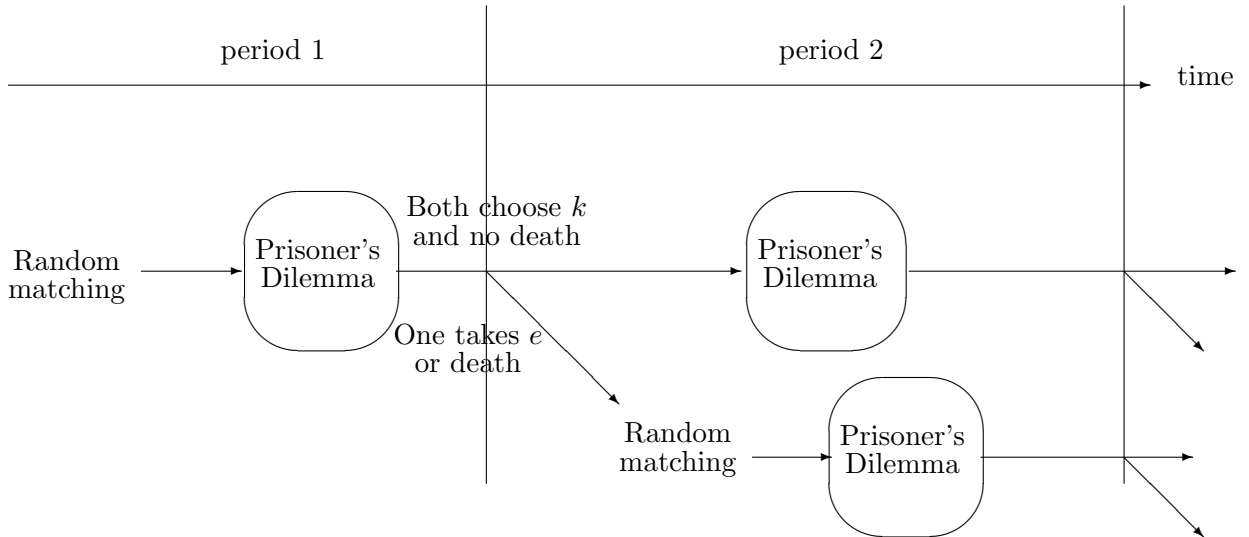 period 1
period 2
time
Both choose k
and no death
Random
matching
Prisoner's
Dilemma
Prisoner's
Dilemma
One takes e
or death
Random
matching
Prisoner's
Dilemma